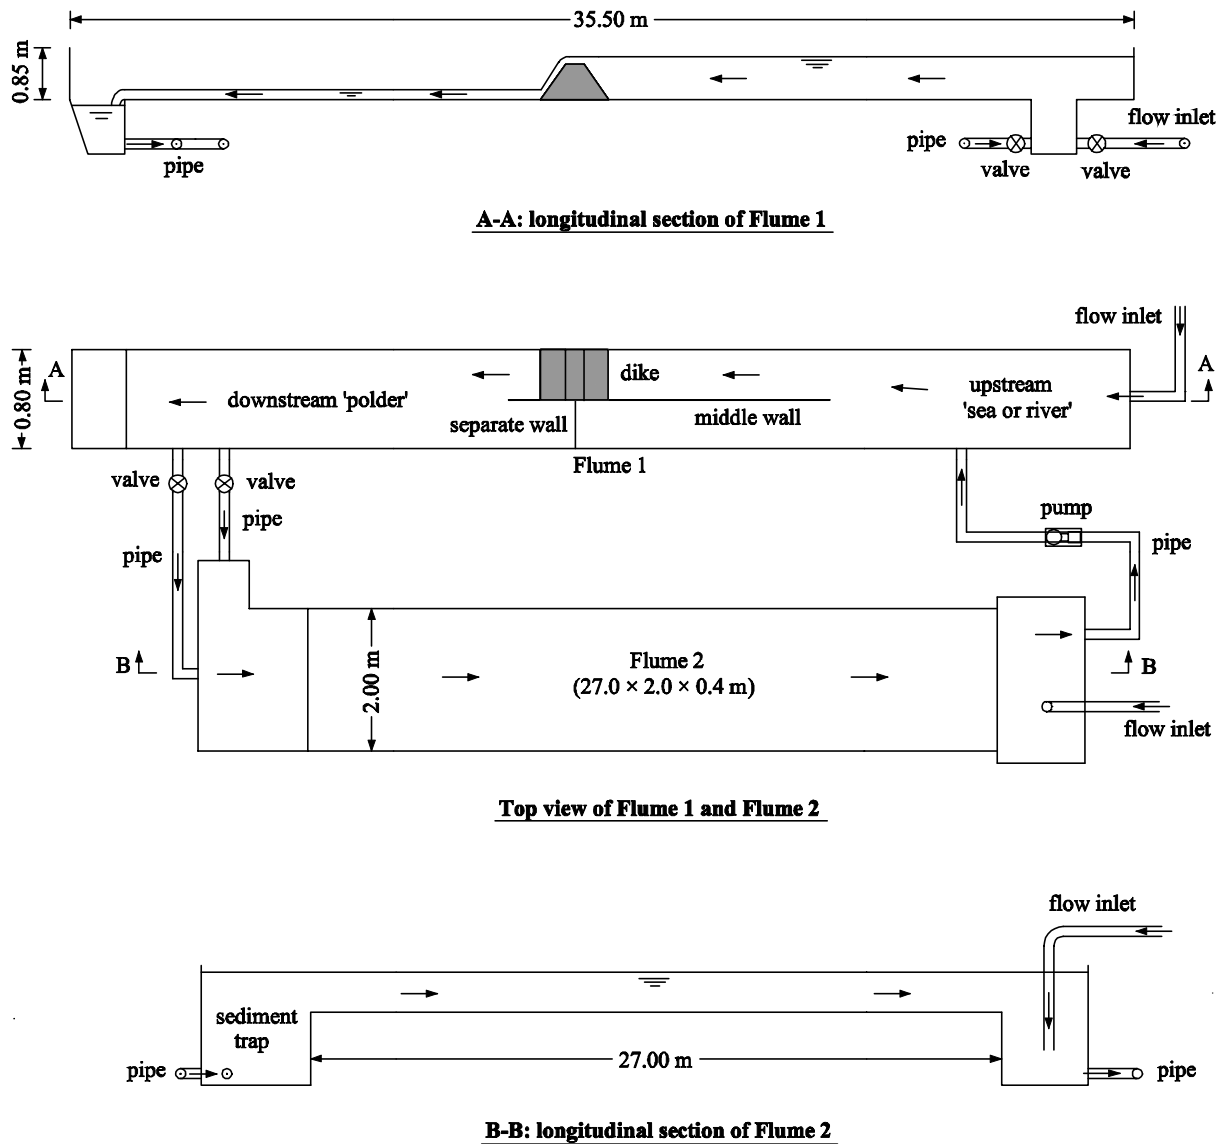 35.50 m
0.85 m
flow inlet
pipe
pipe
valve
valve
A-A: longitudinal section of Flume 1
flow inlet
A
A
0.80 m
dike
downstream 'polder'
upstream
'sea or river'
separate wall
middle wall
Flume 1
valve
valve
pipe
pump
pipe
pipe
B
B
2.00 m
Flume 2
(27.0 × 2.0 × 0.4 m)
flow inlet
Top view of Flume 1 and Flume 2
flow inlet
sediment
trap
27.00 m
pipe
pipe
B-B: longitudinal section of Flume 2